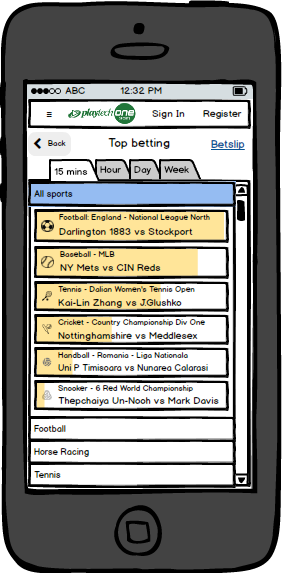 ABC 12:32 PM
playtech one Sign In Register
Back Top betting Betslip
15 mins Hour Day Week
All sports
Football: England - National League North
Darlington 1883 vs Stockport
Baseball - MLB
NY Mets vs CIN Reds
Tennis - Dalian Women's Tennis Open
Kai-Lin Zhang vs J.Glushko
Cricket - Country Championship Div One
Nottinghamshire vs Meddlesex
Handball - Romania - Liga Nationala
Uni P Timisoara vs Nunarea Calarasi
Snooker - 6 Red World Championship
Thepchaiya Un-Nooh vs Mark Davis
Football
Horse Racing
Tennis